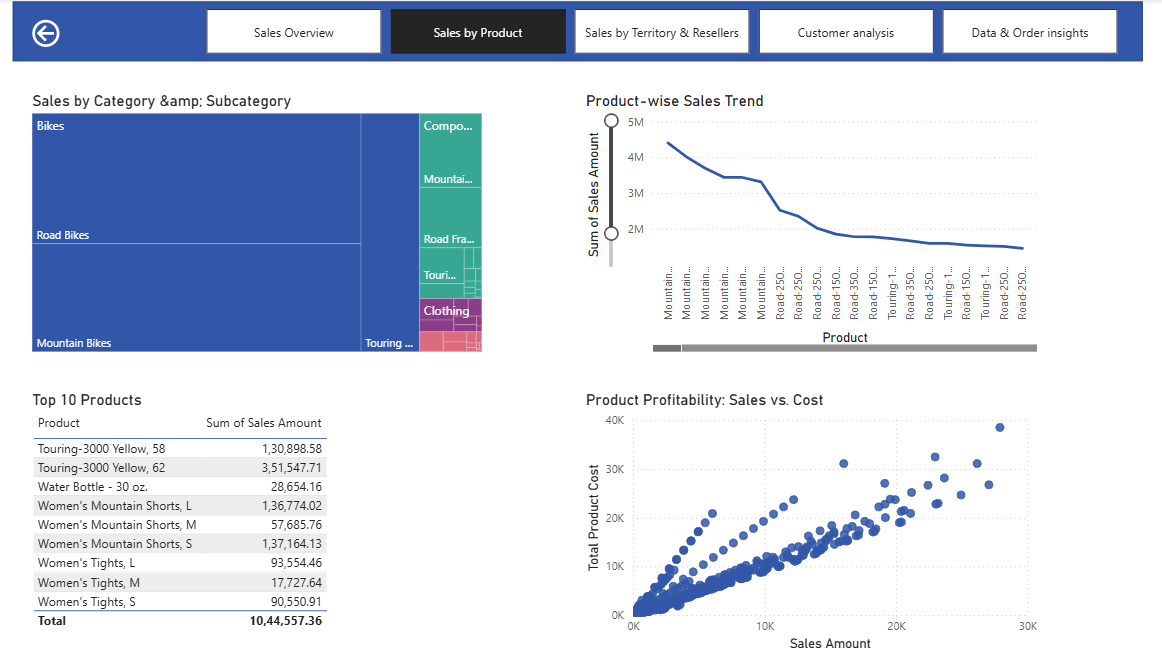 Sales Overview
Sales by Product
Sales by Territory & Resellers
Customer analysis
Data & Order insights
Sales by Category &amp; Subcategory
Bikes
Road Bikes
Mountain Bikes
Touring ...
Compo...
Mountai...
Road Fra...
Touri...
Clothing
Product-wise Sales Trend
Sum of Sales Amount
5M
4M
3M
2M
Mountain...
Mountain...
Mountain...
Mountain...
Mountain...
Mountain...
Road-250...
Road-250...
Road-250...
Road-150...
Road-350...
Road-150...
Touring-1...
Road-350...
Road-250...
Touring-1...
Road-150...
Touring-1...
Road-250...
Road-250...
Product
Top 10 Products
Product Sum of Sales Amount
Touring-3000 Yellow, 58 1,30,898.58
Touring-3000 Yellow, 62 3,51,547.71
Water Bottle - 30 oz. 28,654.16
Women's Mountain Shorts, L 1,36,774.02
Women's Mountain Shorts, M 57,685.76
Women's Mountain Shorts, S 1,37,164.13
Women's Tights, L 93,554.46
Women's Tights, M 17,727.64
Women's Tights, S 90,550.91
Total 10,44,557.36
Product Profitability: Sales vs. Cost
Total Product Cost
40K
30K
20K
10K
0K
0K 10K 20K 30K
Sales Amount